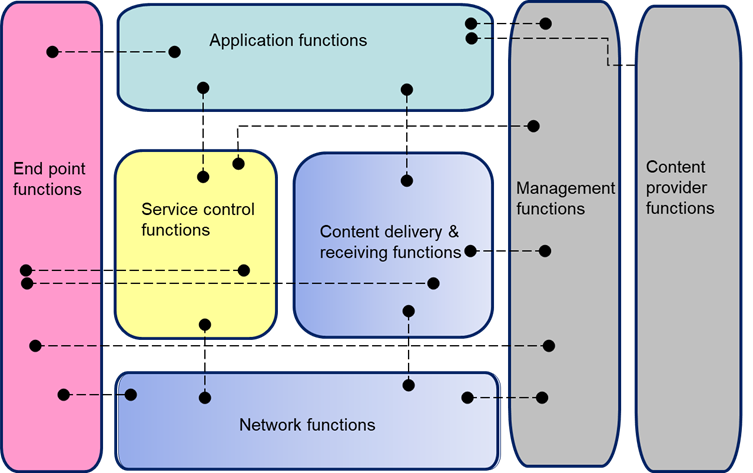 Application functions
End point
functions
Service control
functions
Content delivery &
receiving functions
Management
functions
Content
provider
functions
Network functions